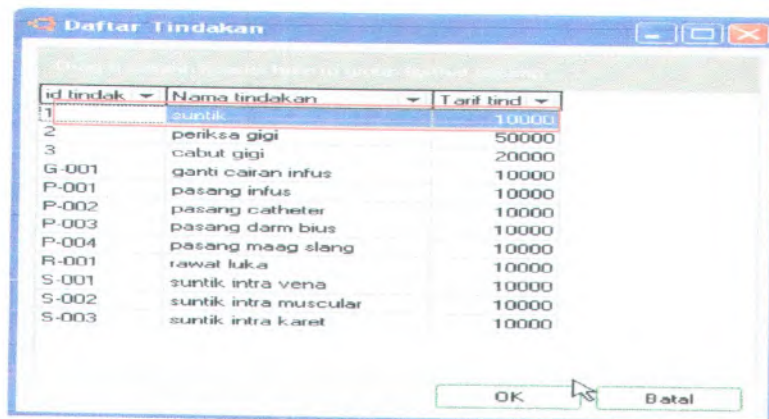 Daftar Tindakan
id tindak Nama tindakan Tarif tind
1 suntik 10000
2 periksa gigi 50000
3 cabut gigi 20000
G-001 ganti cairan infus 10000
P-001 pasang infus 10000
P-002 pasang catheter 10000
P-003 pasang darm bius 10000
P-004 pasang maag slang 10000
R-001 rawat luka 10000
S-001 suntik intra vena 10000
S-002 suntik intra muscular 10000
S-003 suntik intra karet 10000
OK Batal